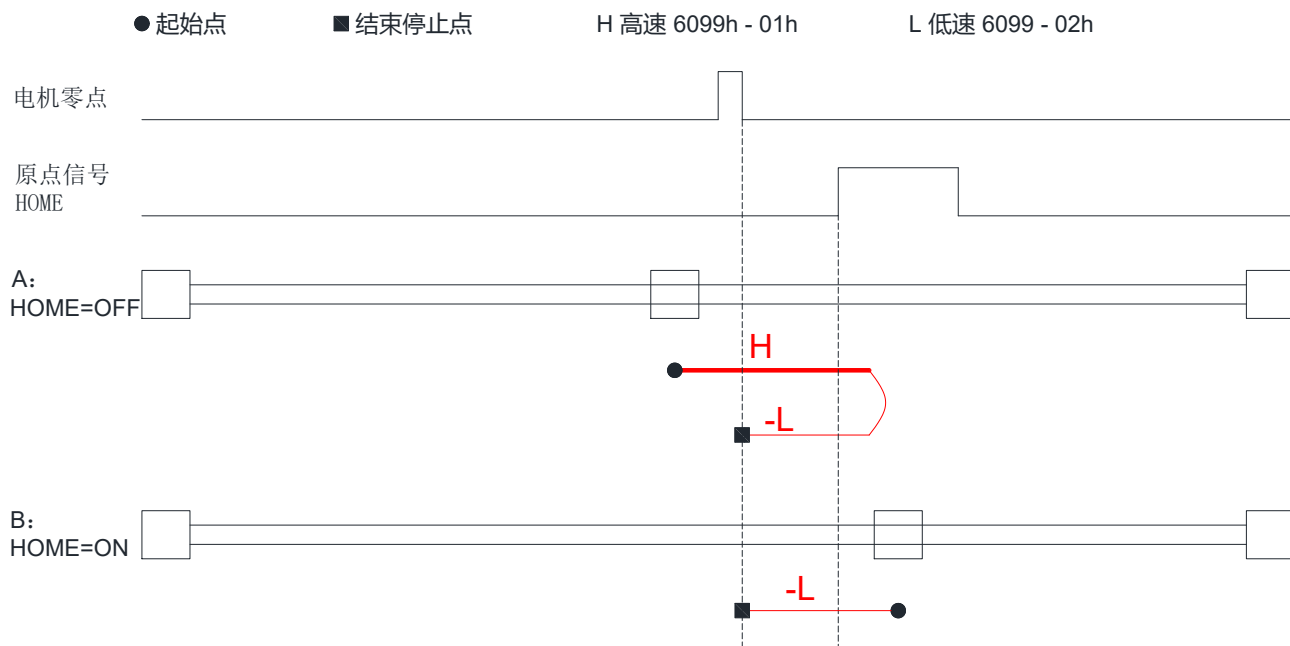 起始点 结束停止点 H 高速 6099h - 01h L 低速 6099 - 02h
电机零点
原点信号
HOME
A：
HOME=OFF
H
-L
B：
HOME=ON
-L